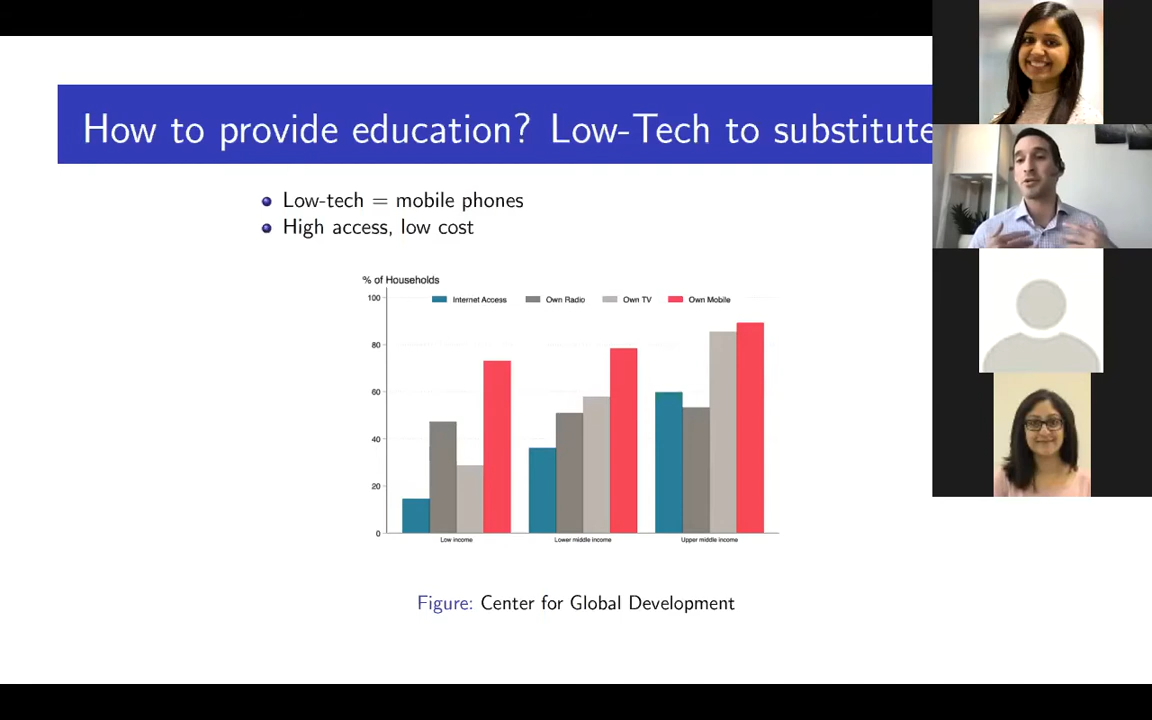 How to provide education? Low-Tech to substitute
Low-tech = mobile phones
High access, low cost
% of Households
Internet Access Own Radio Own TV Own Mobile
100
80
60
40
20
0
Low income Lower middle income Upper middle income
Figure: Center for Global Development